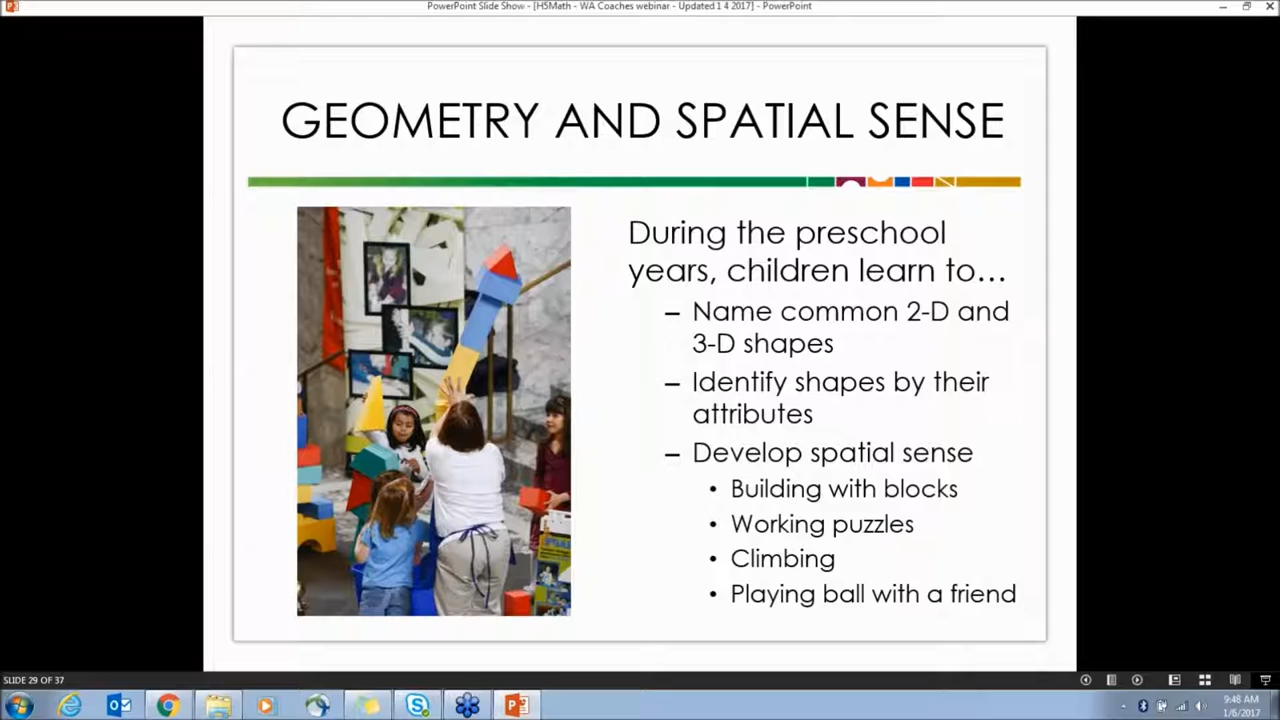 PowerPoint Slide Show - [H5Math - WA Coaches webinar - Updated 1 4 2017] - PowerPoint
GEOMETRY AND SPATIAL SENSE
During the preschool
years, children learn to...
– Name common 2-D and
3-D shapes
– Identify shapes by their
attributes
– Develop spatial sense
• Building with blocks
• Working puzzles
• Climbing
• Playing ball with a friend
SLIDE 29 OF 37
9:48 AM
1/6/2017